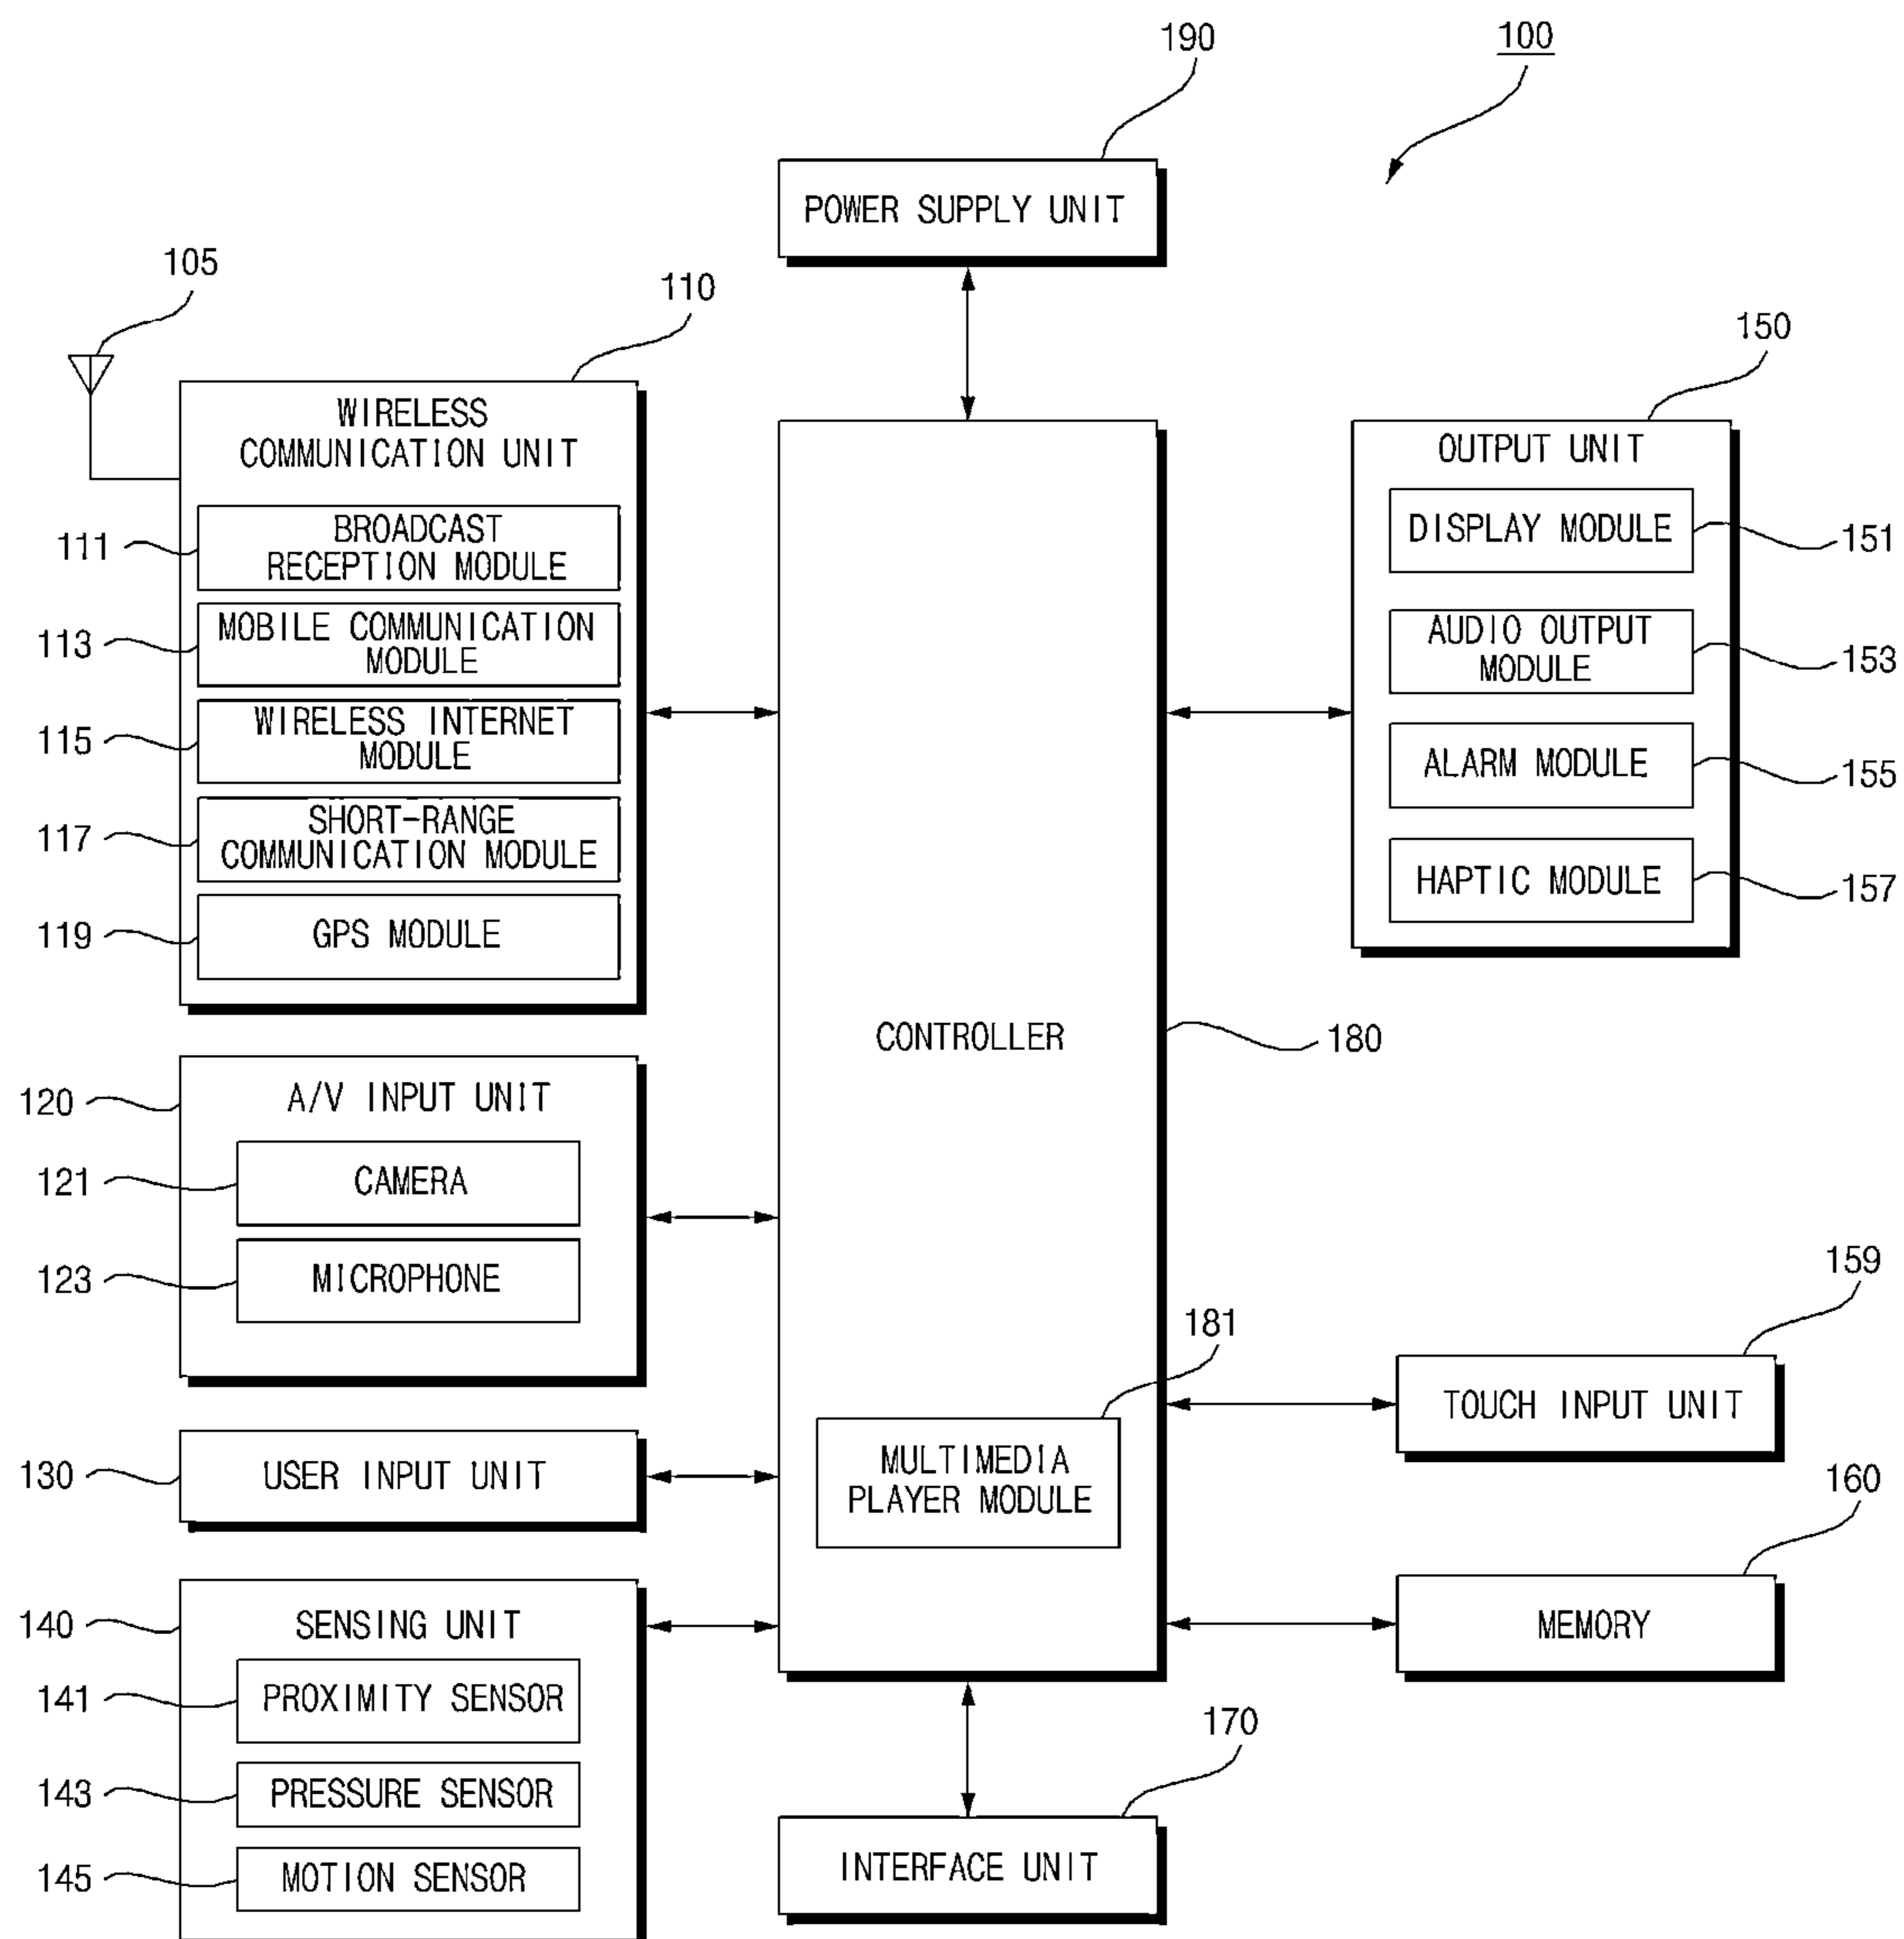 190
100
POWER SUPPLY UNIT
105
110
150
WIRELESS
COMMUNICATION UNIT
OUTPUT UNIT
111
BROADCAST
RECEPTION MODULE
DISPLAY MODULE
151
113
MOBILE COMMUNICATION
MODULE
AUDIO OUTPUT
MODULE
153
115
WIRELESS INTERNET
MODULE
ALARM MODULE
155
117
SHORT-RANGE
COMMUNICATION MODULE
HAPTIC MODULE
157
119
GPS MODULE
CONTROLLER
180
120
A/V INPUT UNIT
121
CAMERA
123
MICROPHONE
159
181
TOUCH INPUT UNIT
130
USER INPUT UNIT
MULTIMEDIA
PLAYER MODULE
160
140
SENSING UNIT
MEMORY
141
PROXIMITY SENSOR
170
143
PRESSURE SENSOR
145
MOTION SENSOR
INTERFACE UNIT